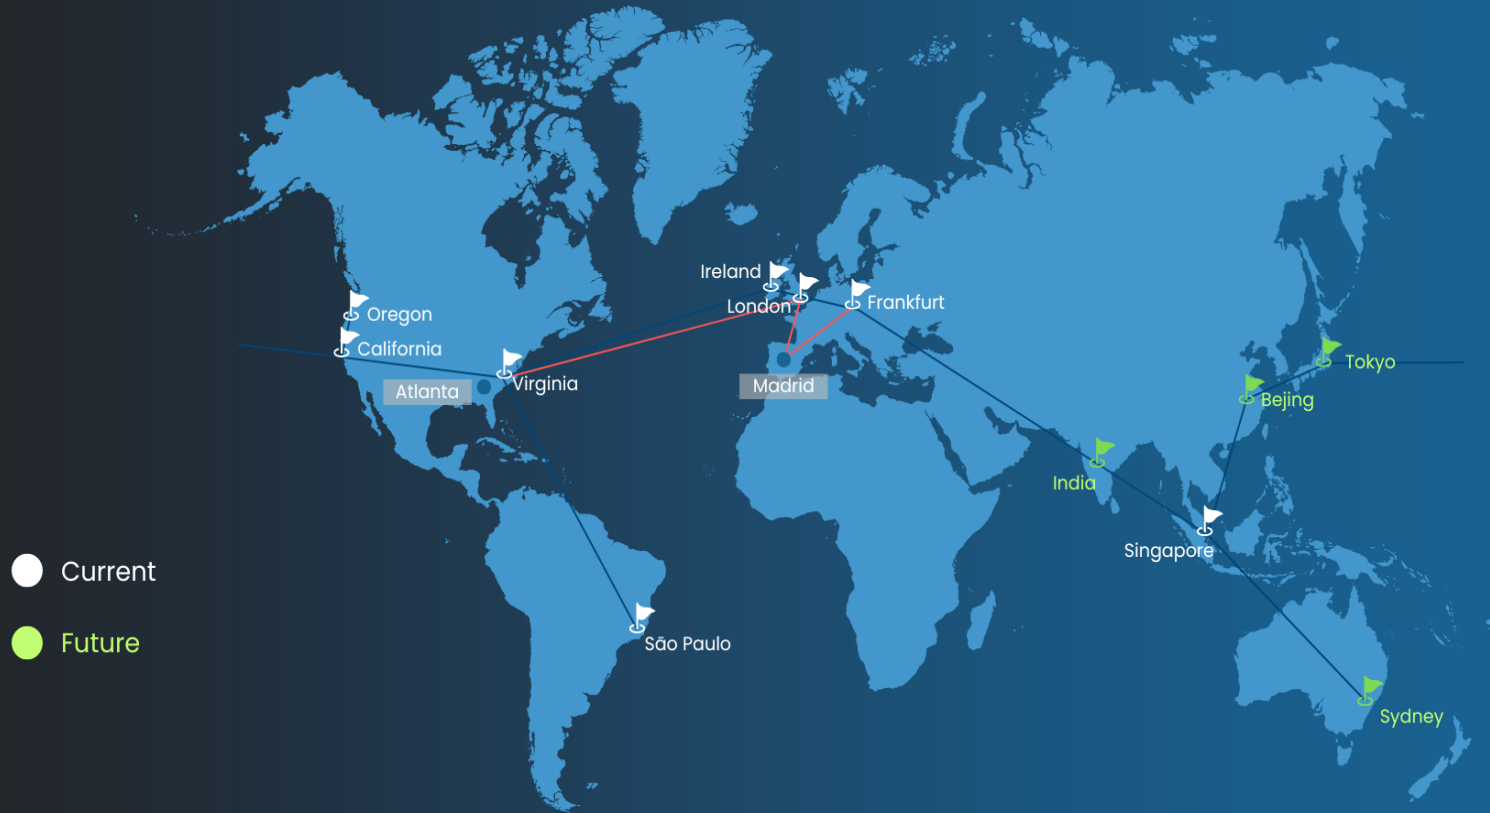 Ireland
London
Frankfurt
Oregon
California
Virginia
Atlanta
Madrid
Tokyo
Bejing
India
Singapore
Current
Future
São Paulo
Sydney